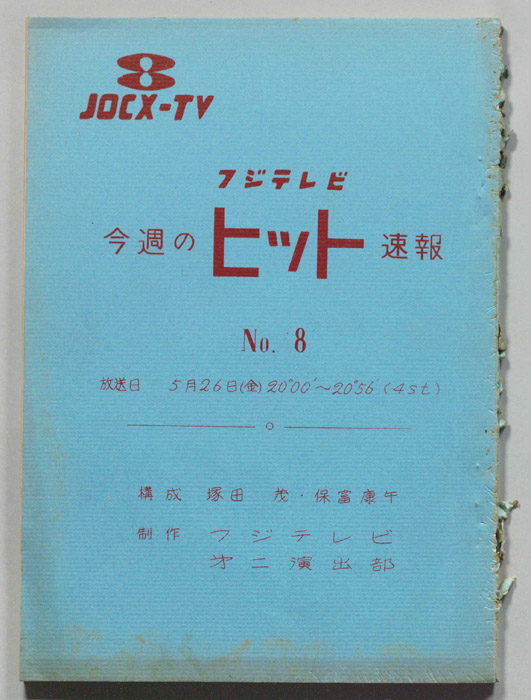 8
JOCX-TV
フジテレビ
今週の ヒット 速報
No. 8
放送日 5月26日(金)20°00′〜20°56′(4st)
構成 塚田 茂・保富康午
制作 フジテレビ
才二演出部